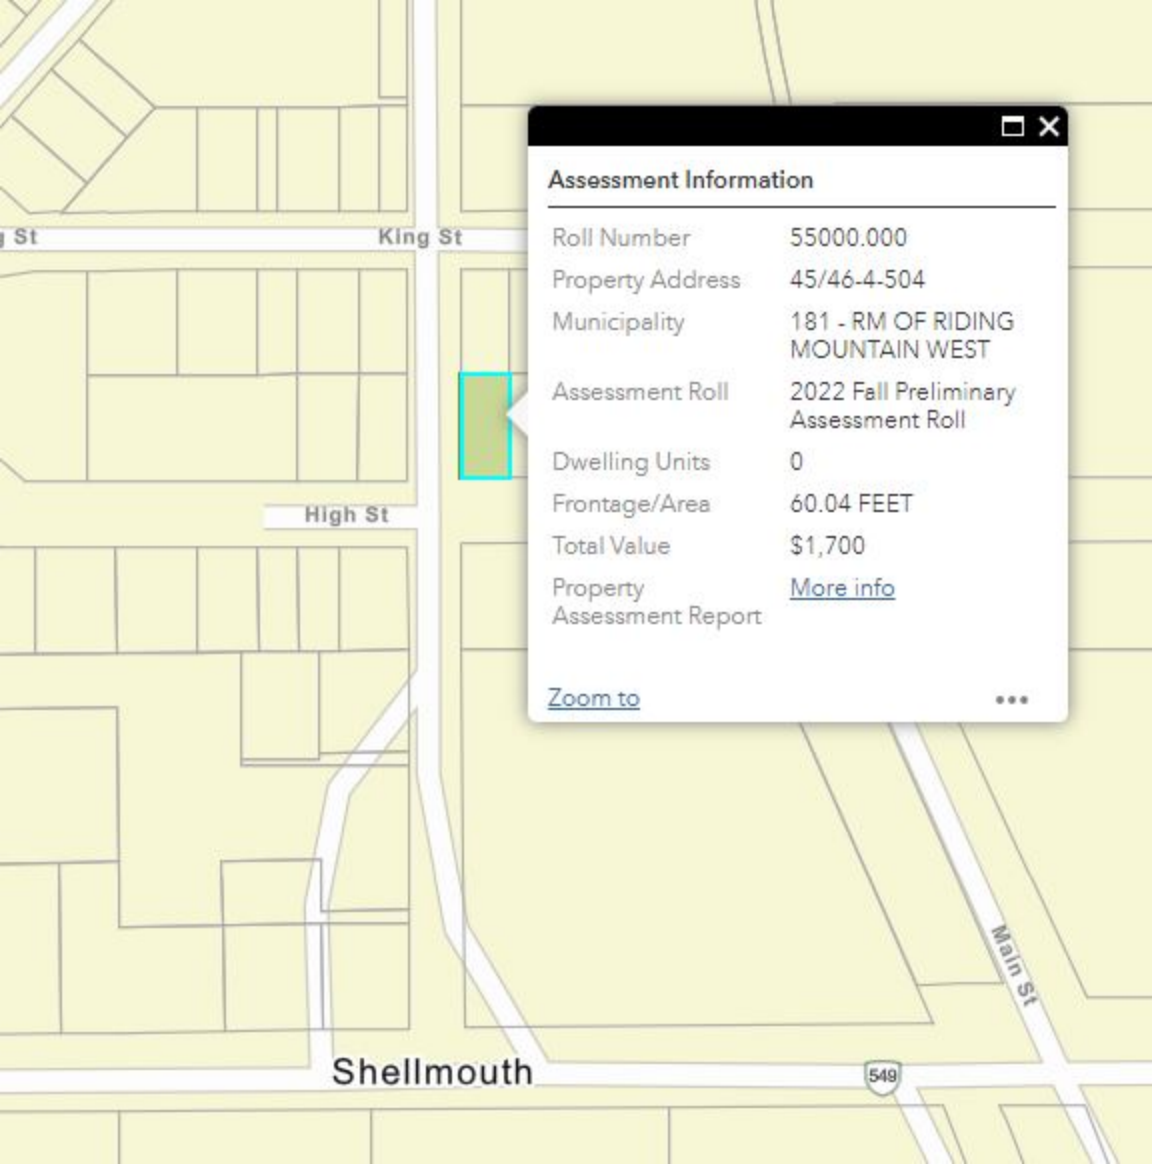 Assessment Information
Roll Number 55000.000
Property Address 45/46-4-504
Municipality 181 - RM OF RIDING
MOUNTAIN WEST
Assessment Roll 2022 Fall Preliminary
Assessment Roll
Dwelling Units 0
Frontage/Area 60.04 FEET
Total Value $1,700
Property More info
Assessment Report
Zoom to
g St
King St
High St
Main St
Shellmouth
549